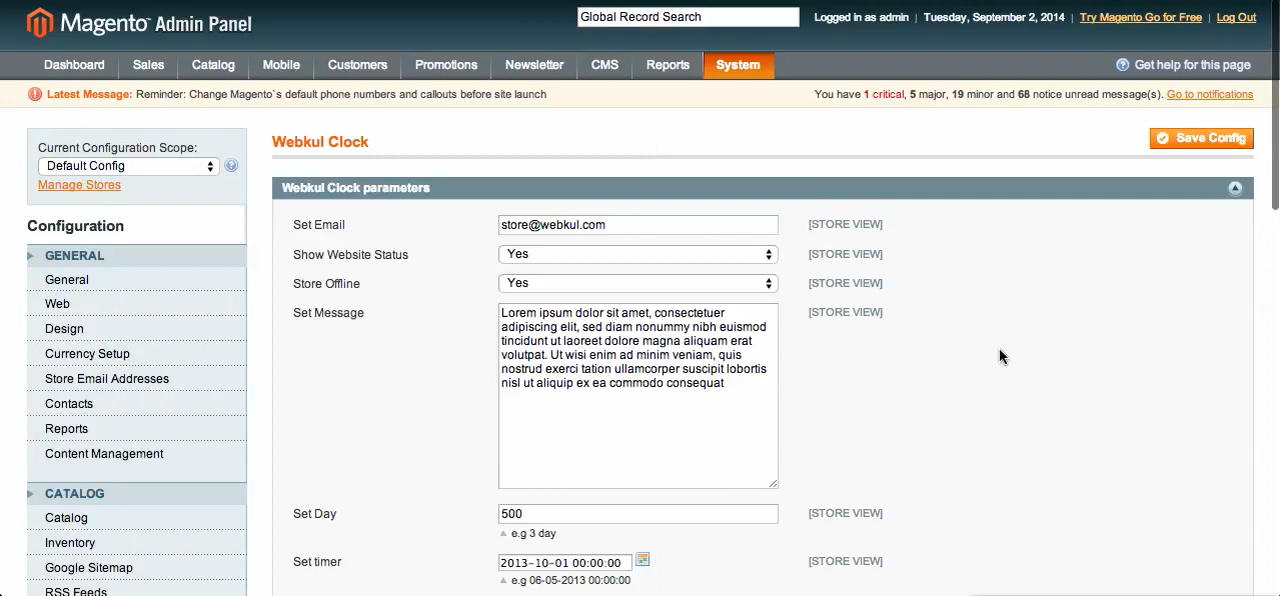 Magento Admin Panel
Global Record Search
Logged in as admin | Tuesday, September 2, 2014 | Try Magento Go for Free | Log Out
Dashboard Sales Catalog Mobile Customers Promotions Newsletter CMS Reports System
Get help for this page
Latest Message: Reminder: Change Magento`s default phone numbers and callouts before site launch
You have 1 critical, 5 major, 19 minor and 68 notice unread message(s). Go to notifications
Current Configuration Scope:
Default Config
Manage Stores
Configuration
GENERAL
General
Web
Design
Currency Setup
Store Email Addresses
Contacts
Reports
Content Management
CATALOG
Catalog
Inventory
Google Sitemap
RSS Feeds
Webkul Clock
Save Config
Webkul Clock parameters
Set Email store@webkul.com [STORE VIEW]
Show Website Status Yes [STORE VIEW]
Store Offline Yes [STORE VIEW]
Set Message [STORE VIEW]
Lorem ipsum dolor sit amet, consectetuer
adipiscing elit, sed diam nonummy nibh euismod
tincidunt ut laoreet dolore magna aliquam erat
volutpat. Ut wisi enim ad minim veniam, quis
nostrud exerci tation ullamcorper suscipit lobortis
nisl ut aliquip ex ea commodo consequat
Set Day 500 [STORE VIEW]
e.g 3 day
Set timer 2013-10-01 00:00:00 [STORE VIEW]
e.g 06-05-2013 00:00:00